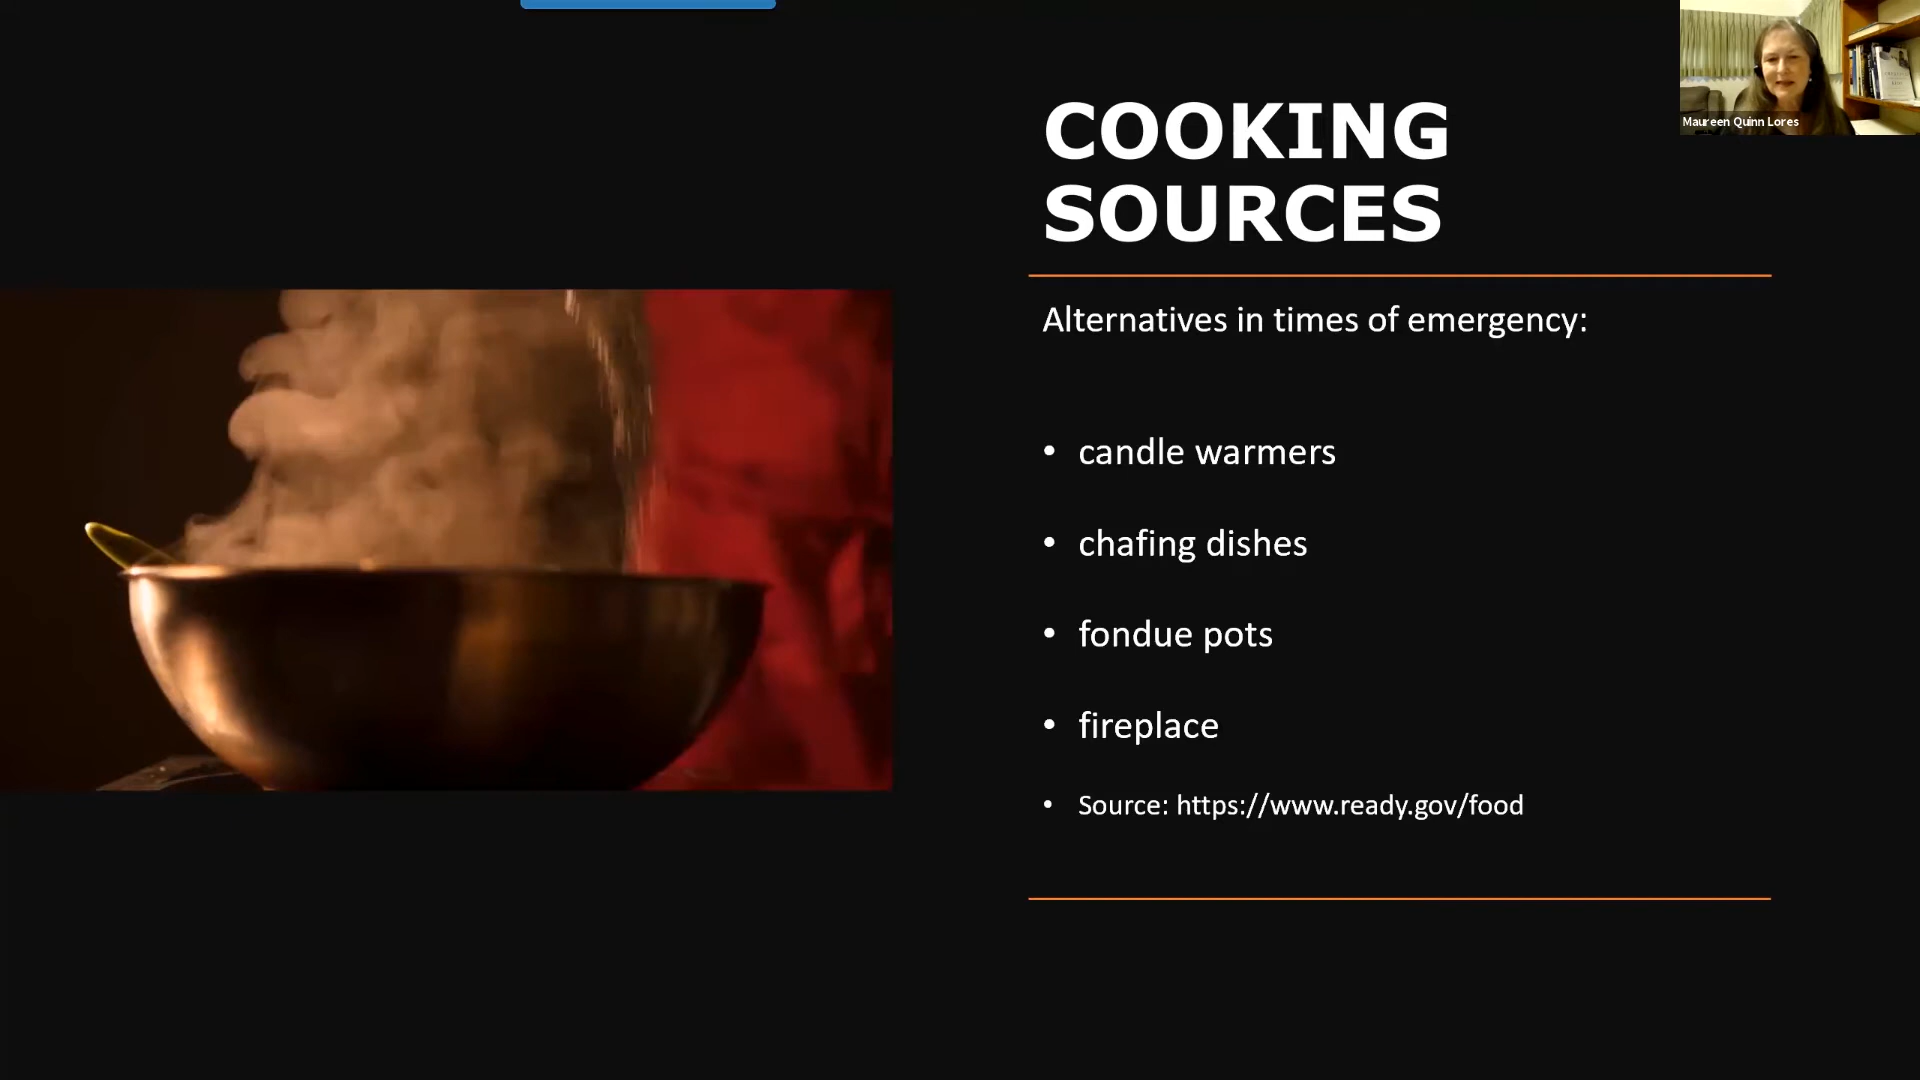 COOKING
SOURCES
Alternatives in times of emergency:
• candle warmers
• chafing dishes
• fondue pots
• fireplace
• Source: https://www.ready.gov/food
Maureen Quinn Lores